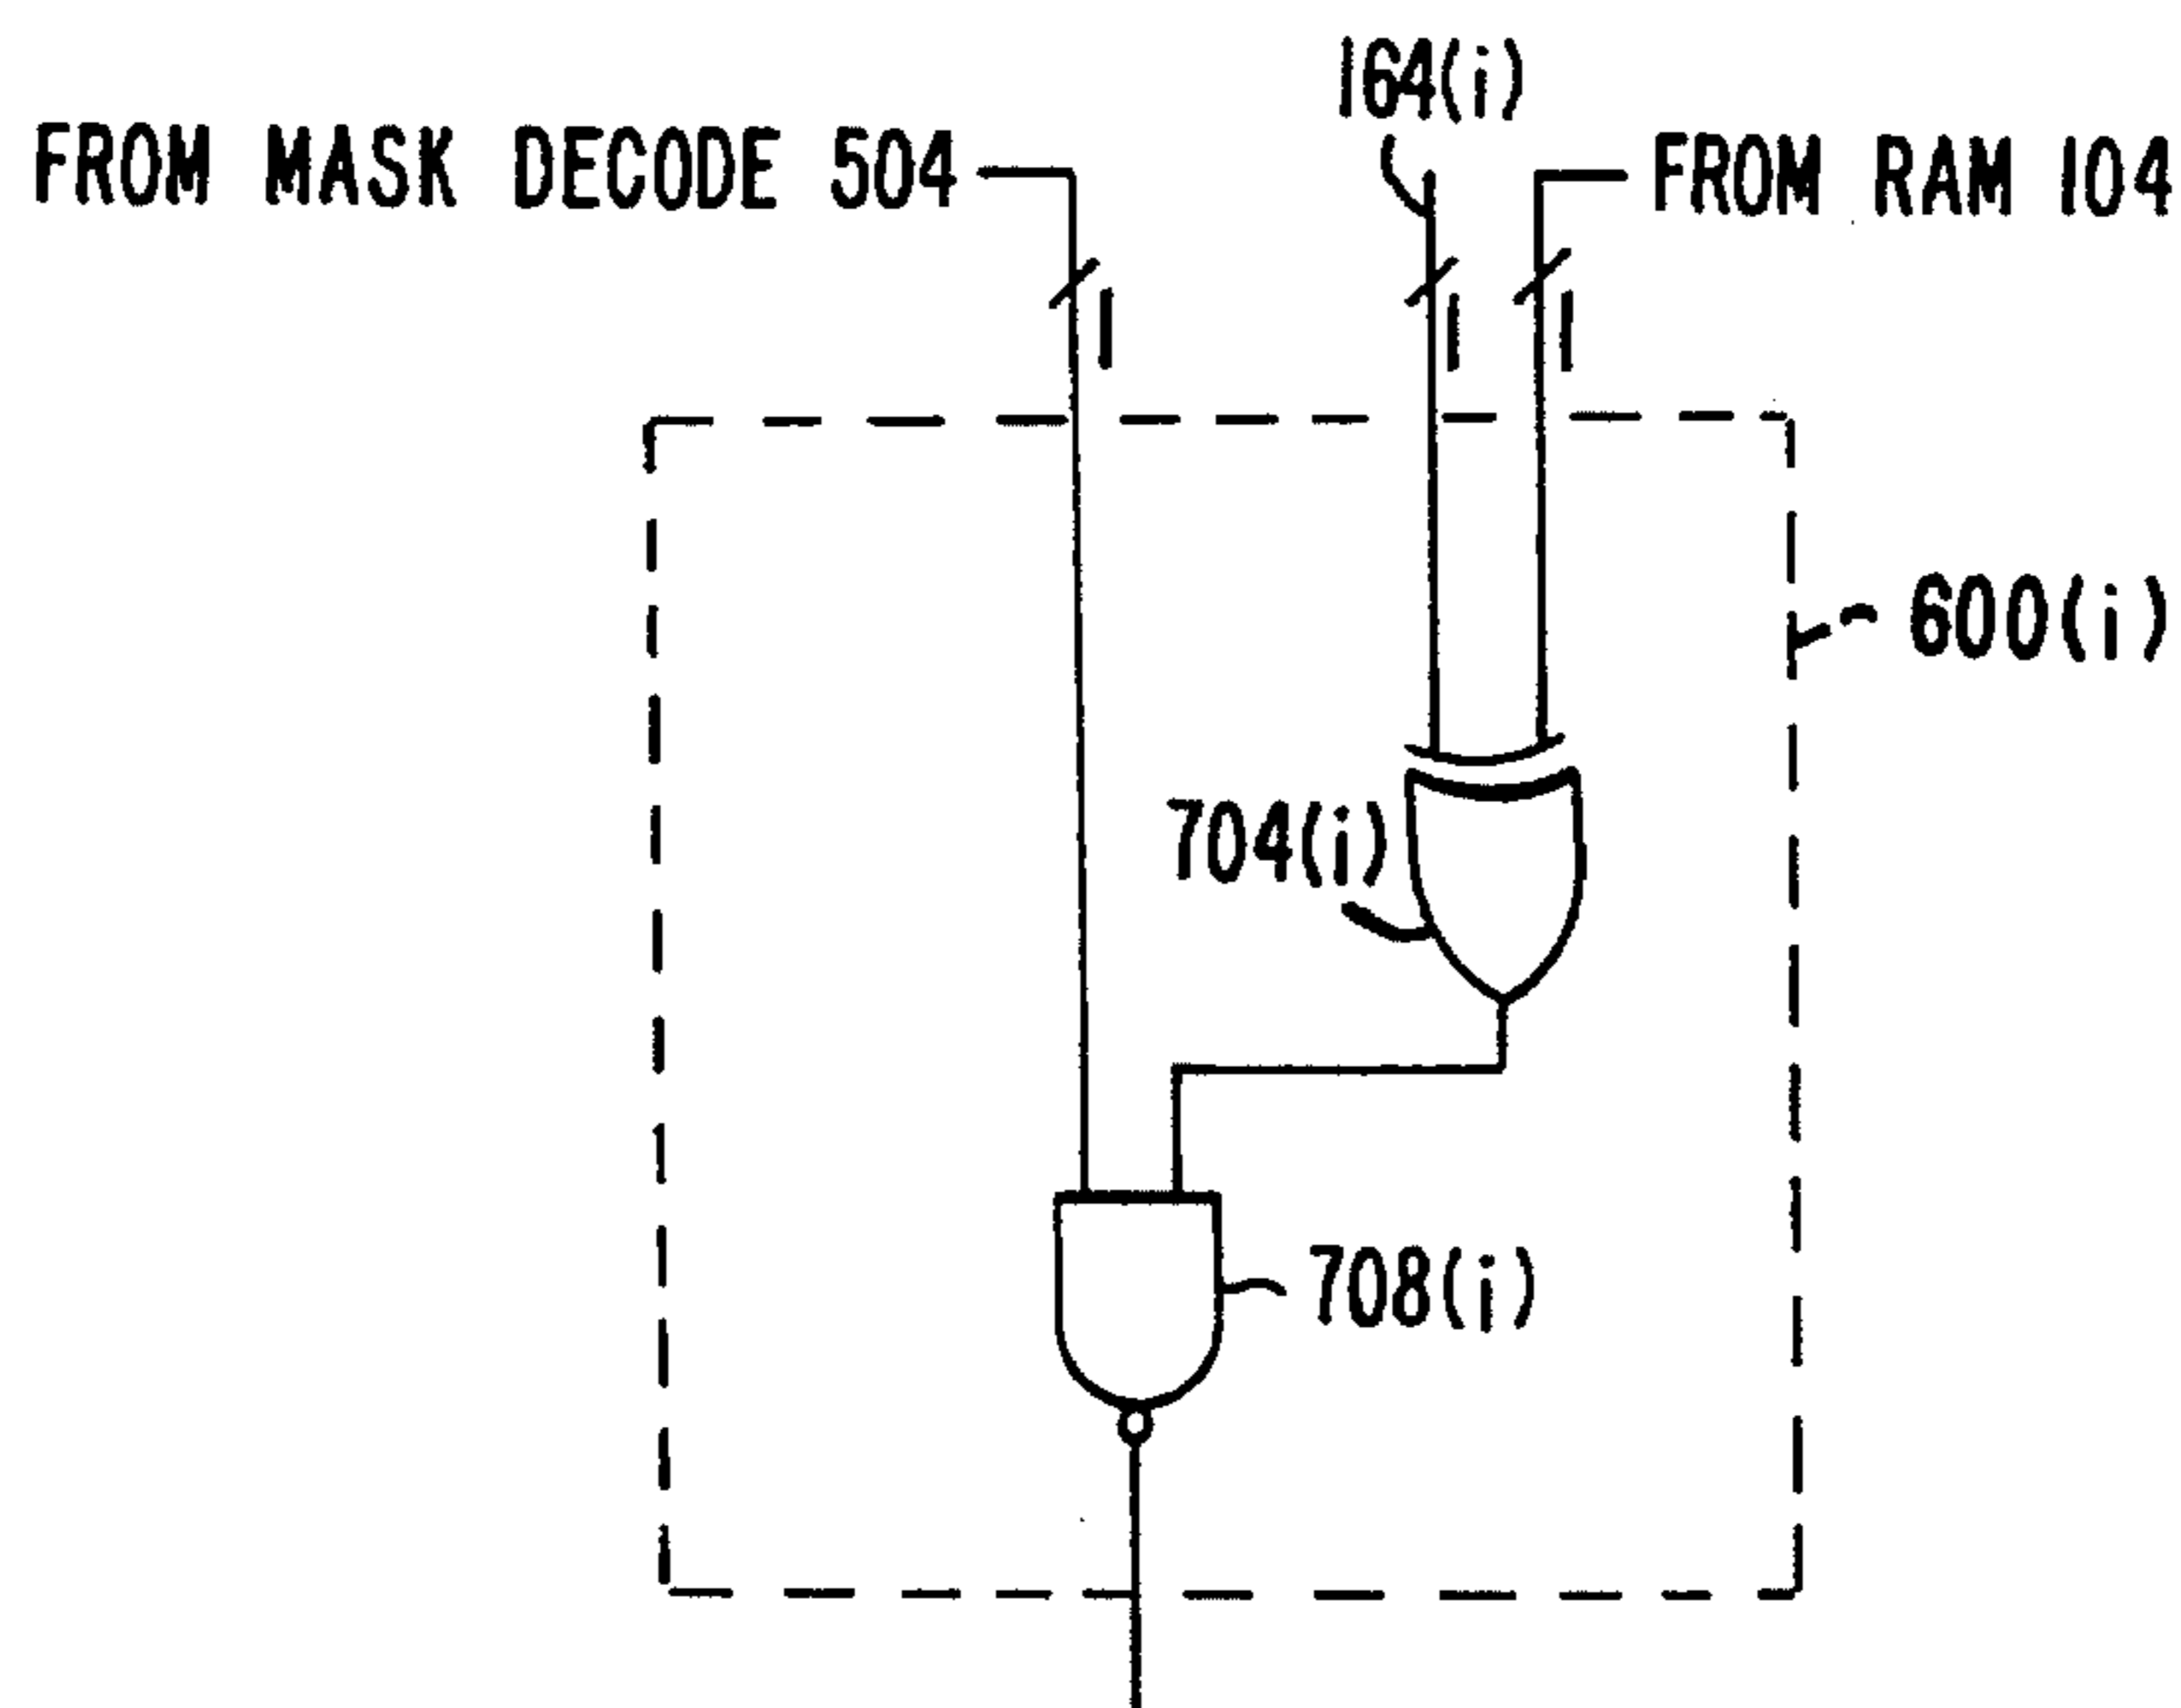 164(i)
FROM MASK DECODE 504
FROM RAM 104
1
1
1
600(i)
704(i)
708(i)